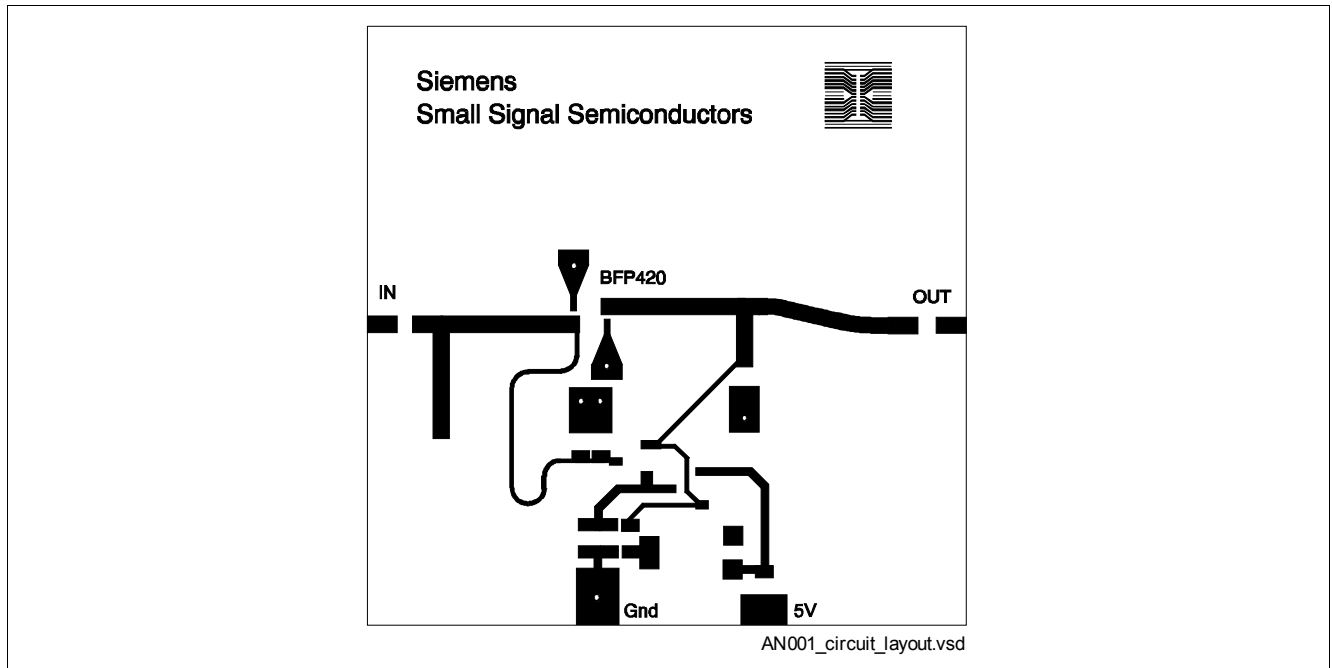 Siemens
Small Signal Semiconductors
BFP420
IN
OUT
Gnd
5V
AN001_circuit_layout.vsd